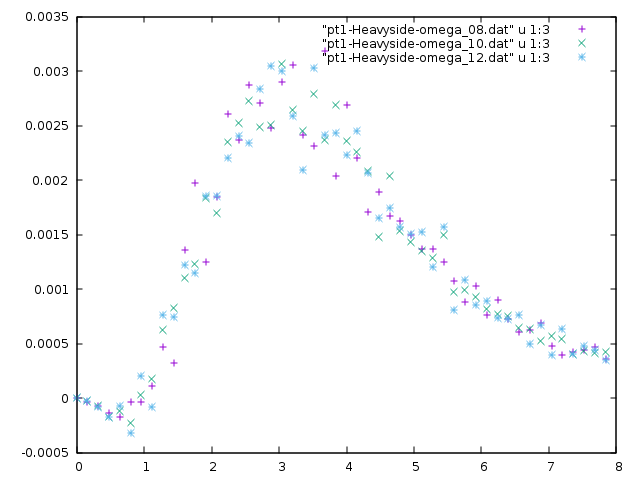 0.0035
"pt1-Heavyside-omega_08.dat" u 1:3
"pt1-Heavyside-omega_10.dat" u 1:3
"pt1-Heavyside-omega_12.dat" u 1:3
0.003
0.0025
0.002
0.0015
0.001
0.0005
0
-0.0005
0 1 2 3 4 5 6 7 8